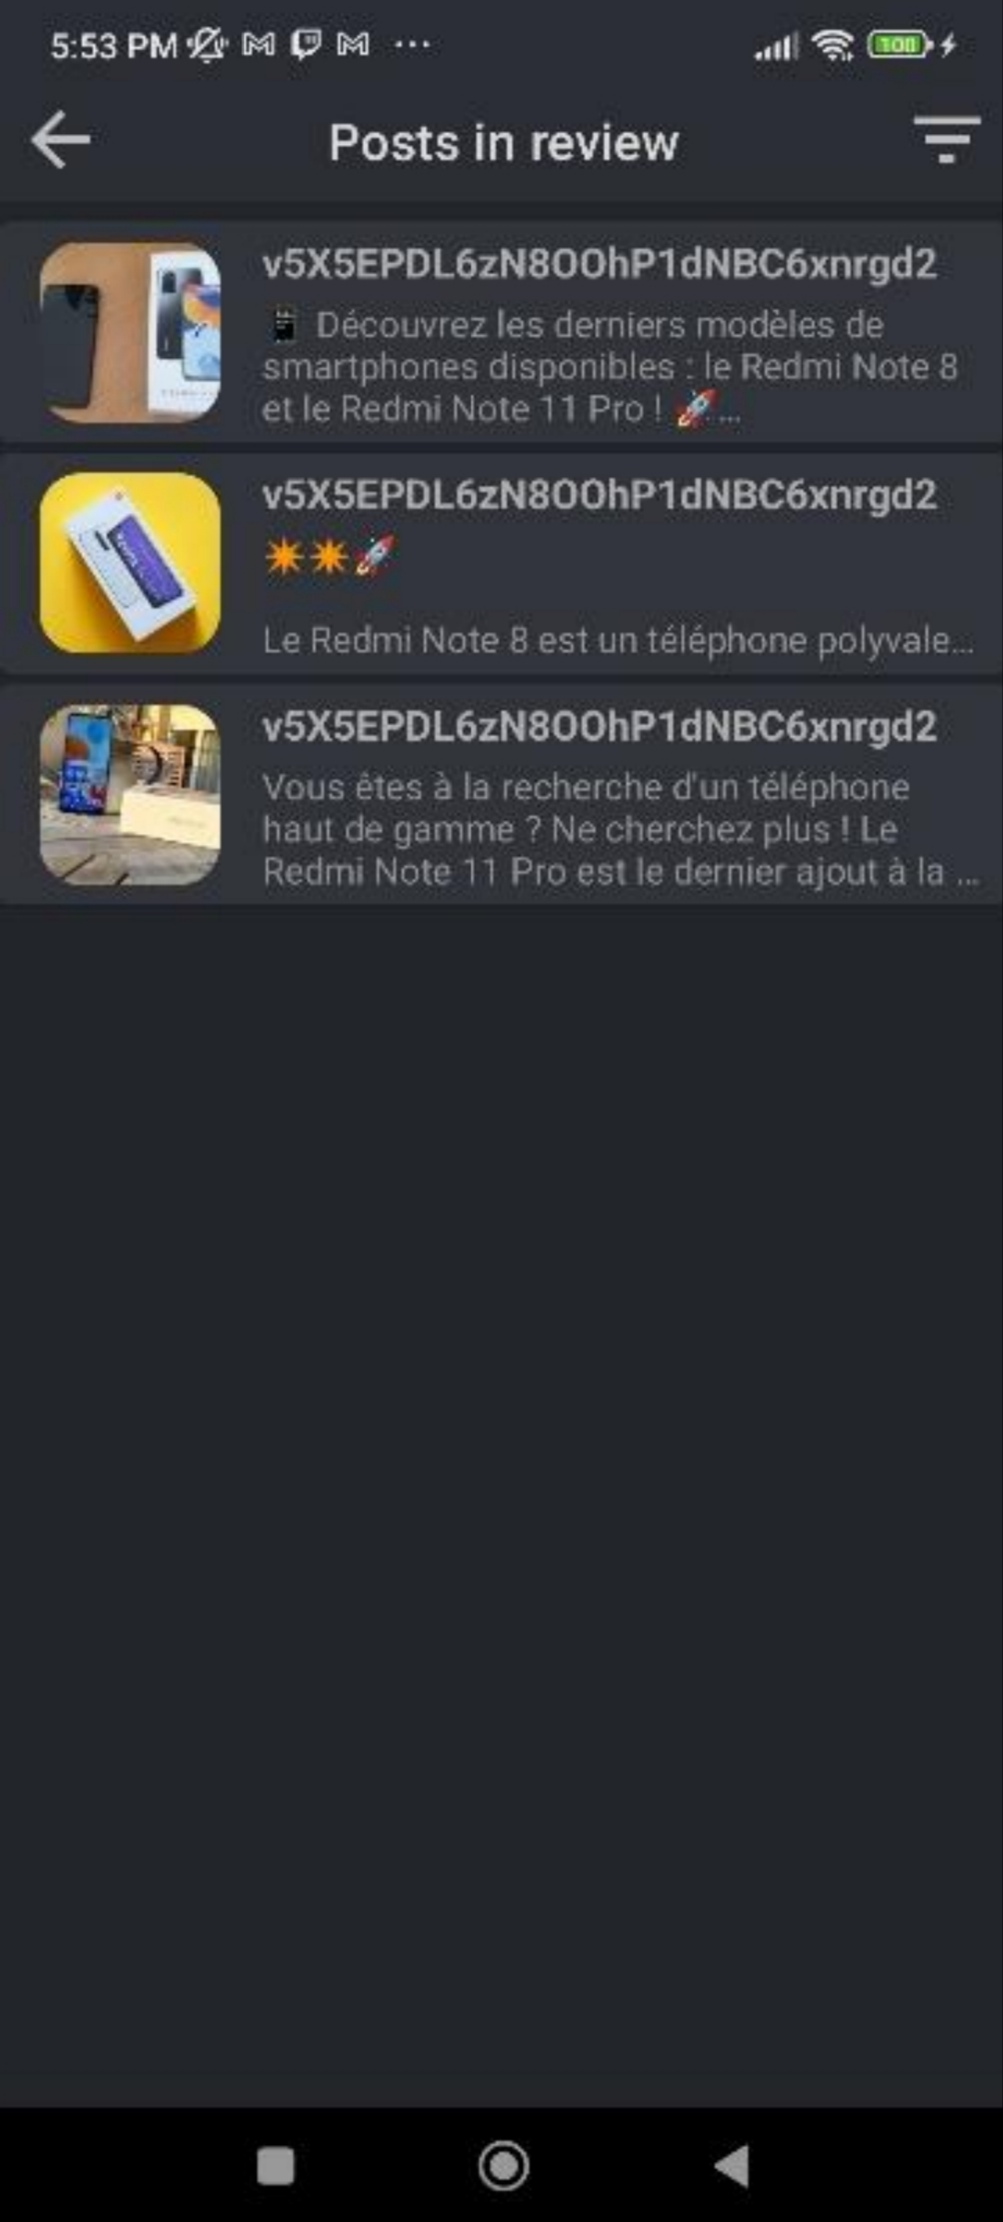 5:53 PM
100
Posts in review
v5X5EPDL6zN8OOhP1dNBC6xnrgd2
📱 Découvrez les derniers modèles de
smartphones disponibles : le Redmi Note 8
et le Redmi Note 11 Pro ! 🚀...
v5X5EPDL6zN8OOhP1dNBC6xnrgd2
✴✴🚀
Le Redmi Note 8 est un téléphone polyvale...
v5X5EPDL6zN8OOhP1dNBC6xnrgd2
Vous êtes à la recherche d'un téléphone
haut de gamme ? Ne cherchez plus ! Le
Redmi Note 11 Pro est le dernier ajout à la ...